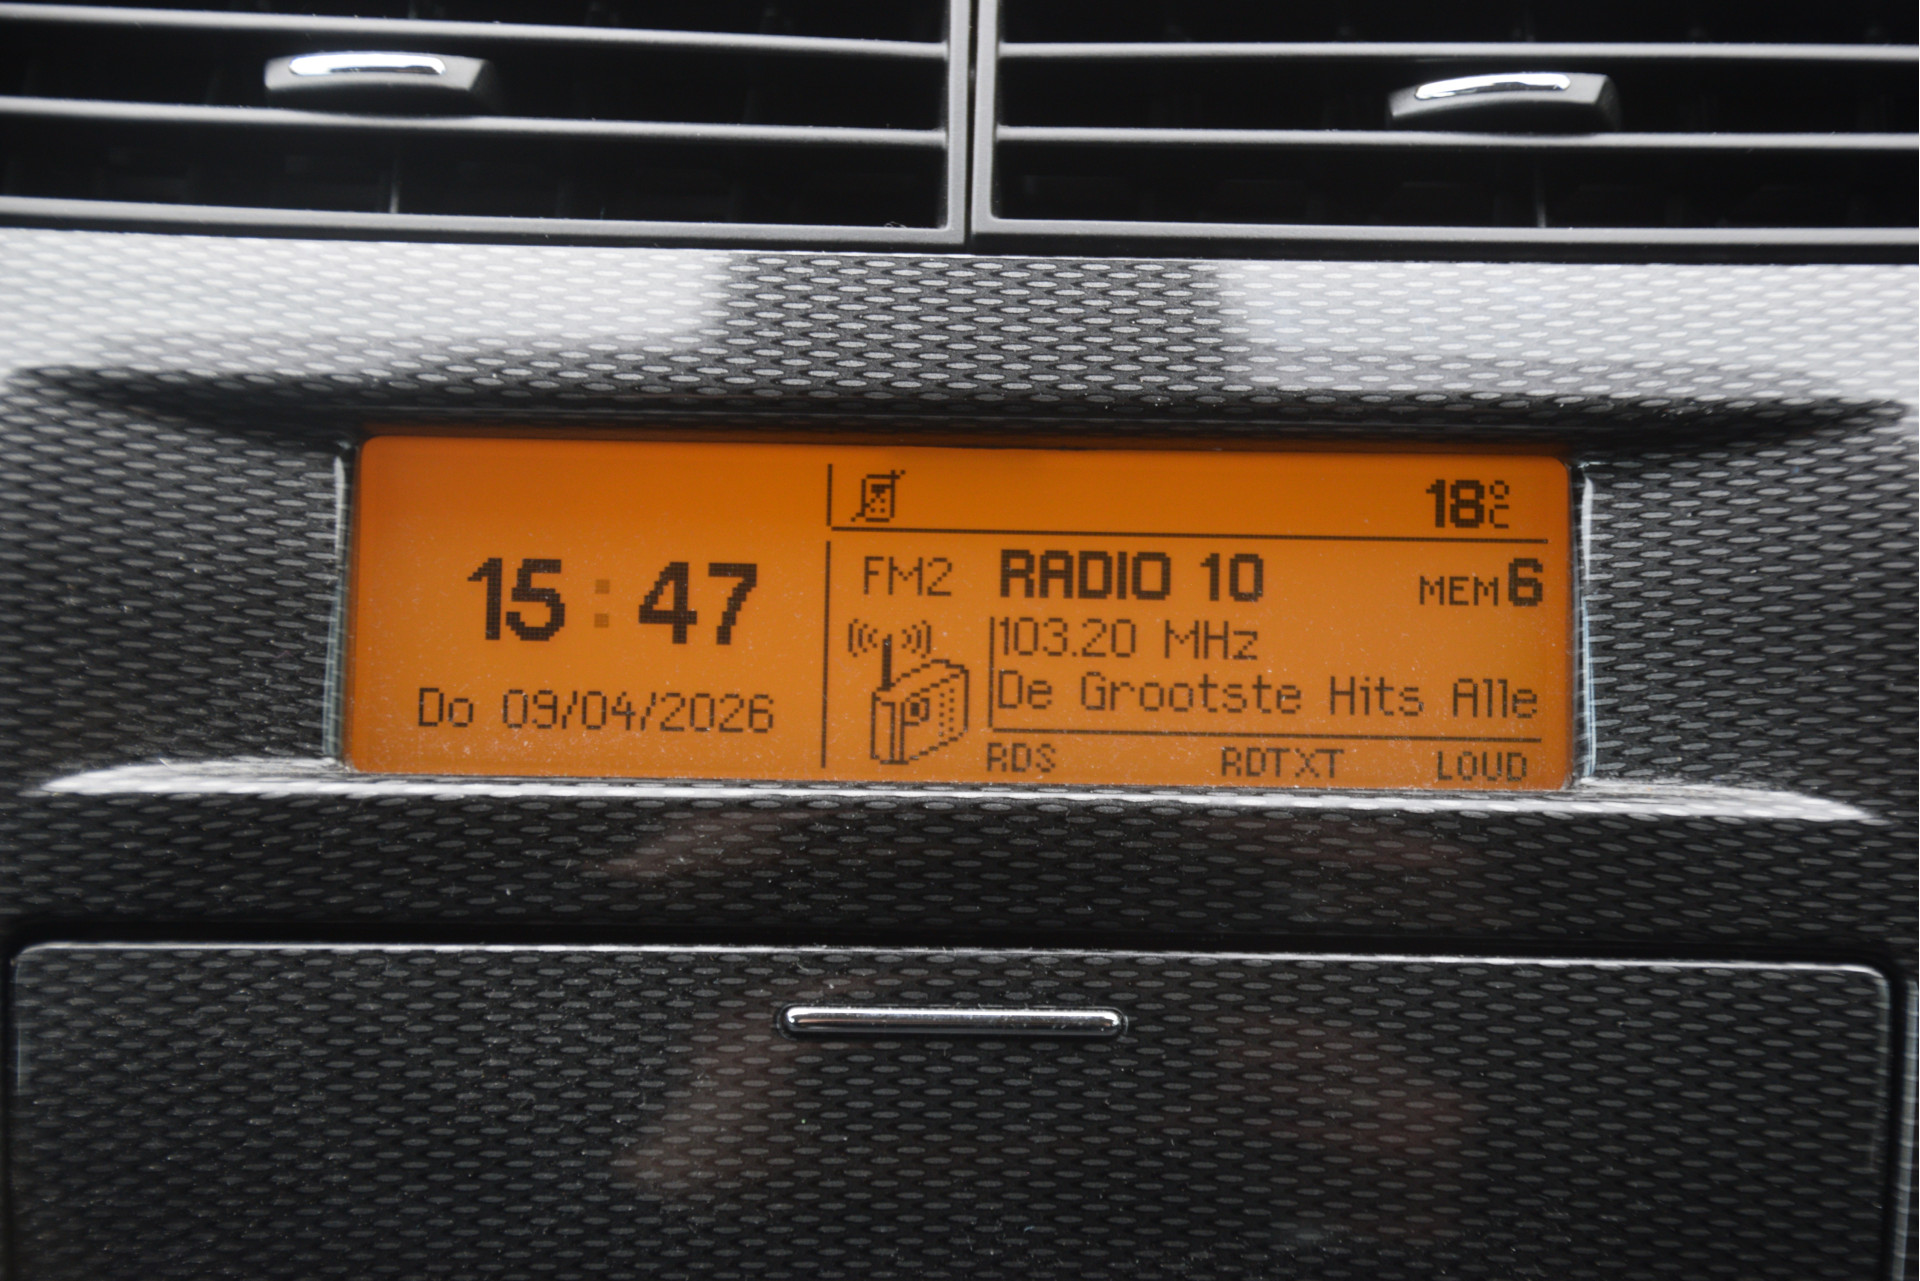 15:47
Do 09/04/2026
18°C
FM2 RADIO 10 MEM 6
103.20 MHz
De Grootste Hits Alle
RDS RDTXT LOUD